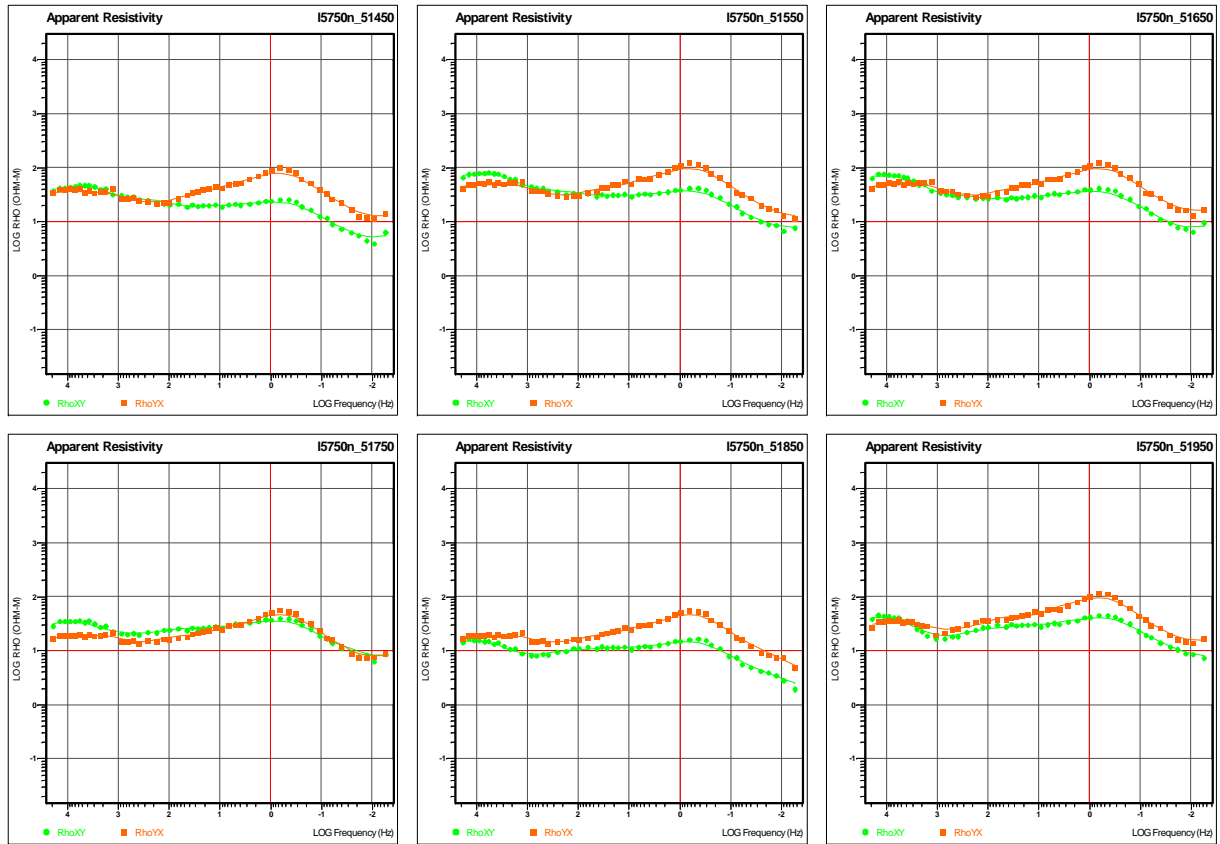 Apparent Resistivity I5750n_51450
LOG RHO (OHM-M)
4
3
2
1
0
-1
4 3 2 1 0 -1 -2
RhoXY RhoYX LOG Frequency (Hz)
Apparent Resistivity I5750n_51550
LOG RHO (OHM-M)
4
3
2
1
0
-1
4 3 2 1 0 -1 -2
RhoXY RhoYX LOG Frequency (Hz)
Apparent Resistivity I5750n_51650
LOG RHO (OHM-M)
4
3
2
1
0
-1
4 3 2 1 0 -1 -2
RhoXY RhoYX LOG Frequency (Hz)
Apparent Resistivity I5750n_51750
LOG RHO (OHM-M)
4
3
2
1
0
-1
4 3 2 1 0 -1 -2
RhoXY RhoYX LOG Frequency (Hz)
Apparent Resistivity I5750n_51850
LOG RHO (OHM-M)
4
3
2
1
0
-1
4 3 2 1 0 -1 -2
RhoXY RhoYX LOG Frequency (Hz)
Apparent Resistivity I5750n_51950
LOG RHO (OHM-M)
4
3
2
1
0
-1
4 3 2 1 0 -1 -2
RhoXY RhoYX LOG Frequency (Hz)